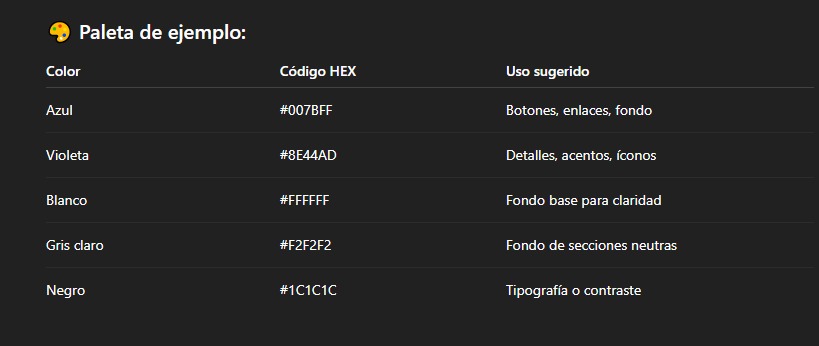 🎨 Paleta de ejemplo:
Color Código HEX Uso sugerido
Azul #007BFF Botones, enlaces, fondo
Violeta #8E44AD Detalles, acentos, íconos
Blanco #FFFFFF Fondo base para claridad
Gris claro #F2F2F2 Fondo de secciones neutras
Negro #1C1C1C Tipografía o contraste